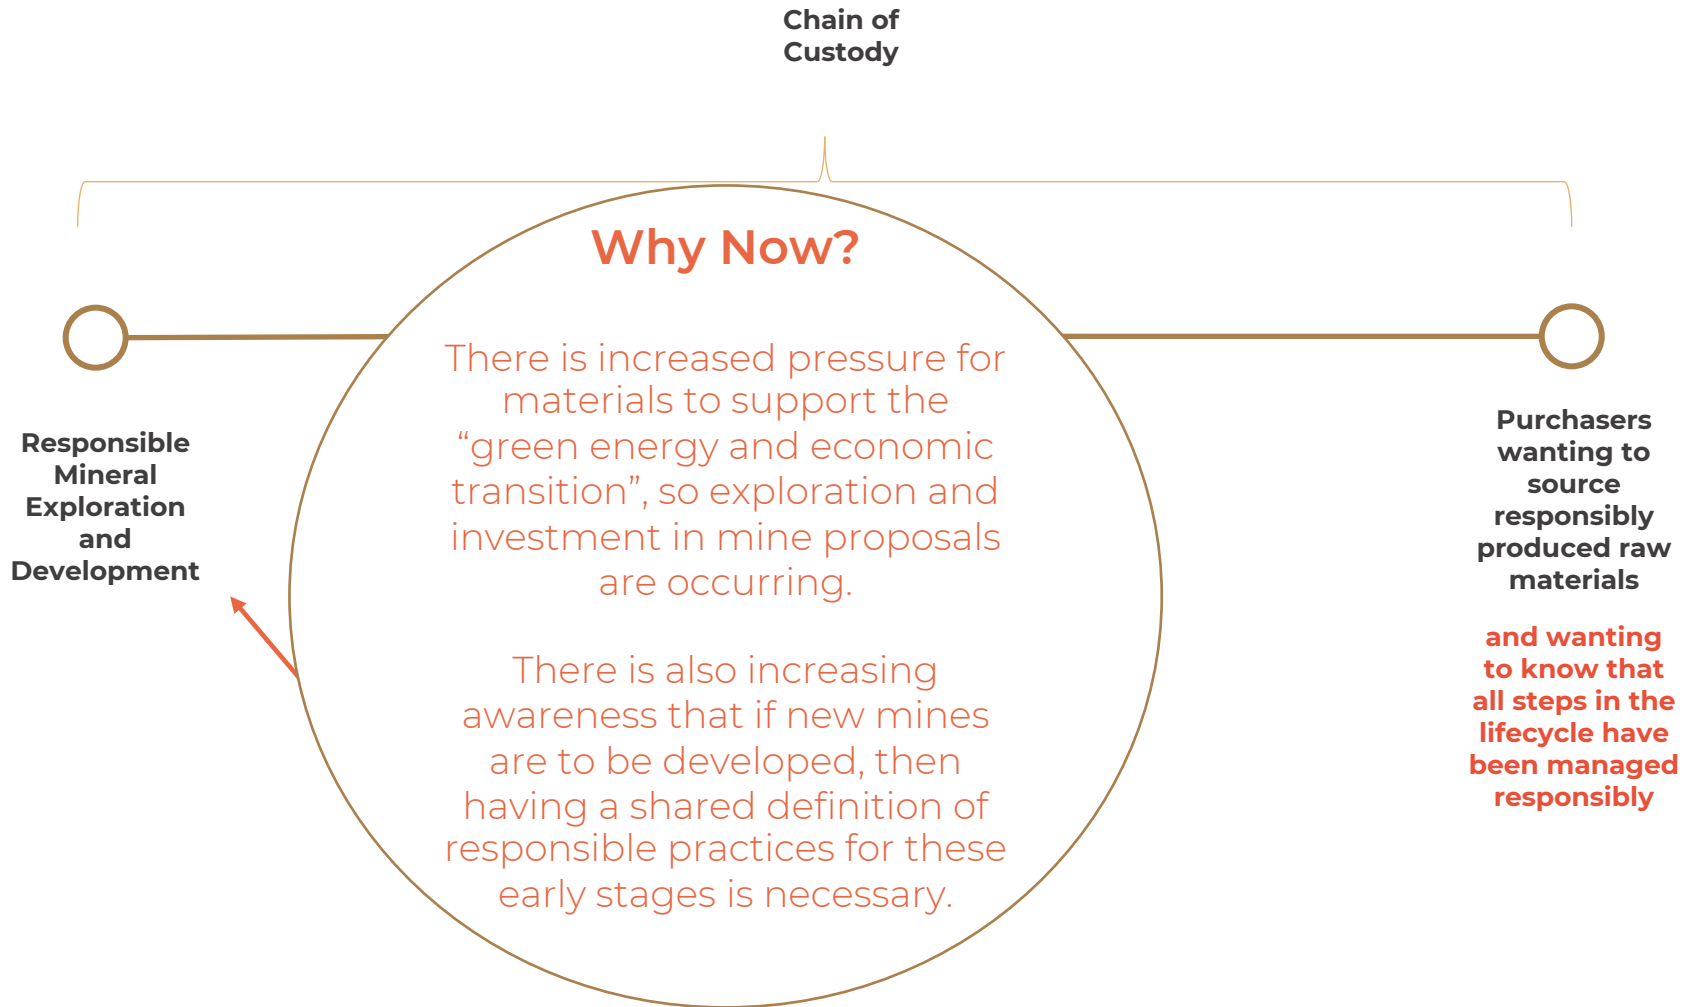 Chain of
Custody
Why Now?
There is increased pressure for
materials to support the
“green energy and economic
transition”, so exploration and
investment in mine proposals
are occurring.
There is also increasing
awareness that if new mines
are to be developed, then
having a shared definition of
responsible practices for these
early stages is necessary.
Responsible
Mineral
Exploration
and
Development
Purchasers
wanting to
source
responsibly
produced raw
materials
and wanting
to know that
all steps in the
lifecycle have
been managed
responsibly